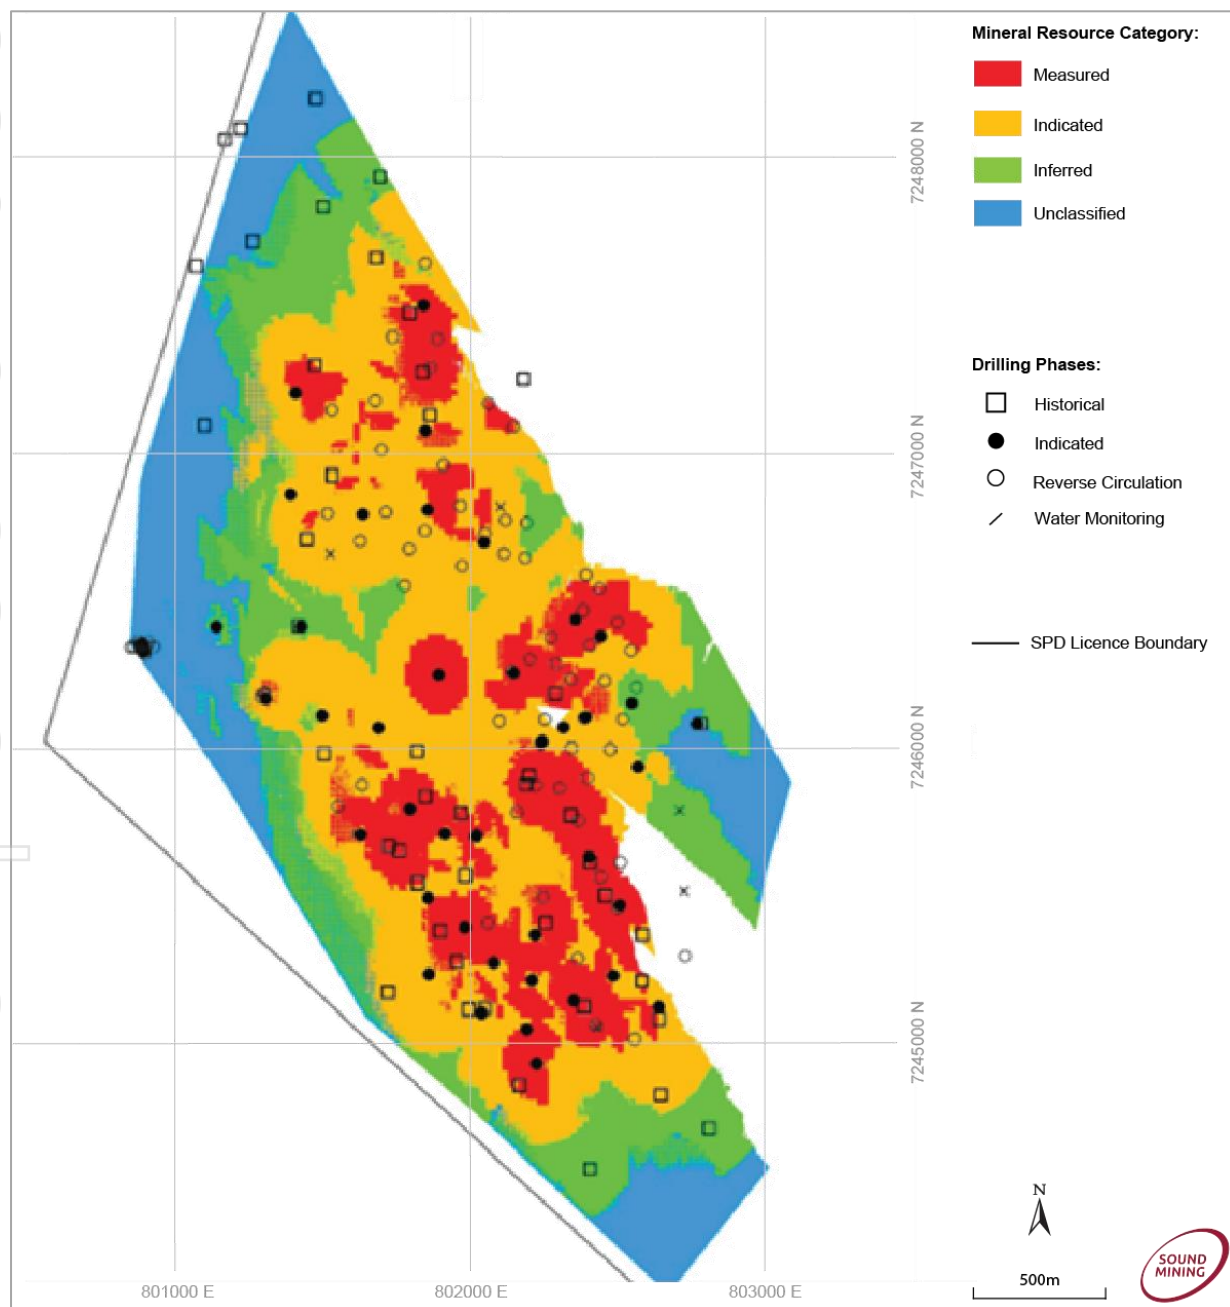 Mineral Resource Category:
Measured
Indicated
Inferred
Unclassified
7248000 N
Drilling Phases:
Historical
Indicated
Reverse Circulation
Water Monitoring
7247000 N
SPD Licence Boundary
7246000 N
7245000 N
N
500m
SOUND
MINING
801000 E
802000 E
803000 E